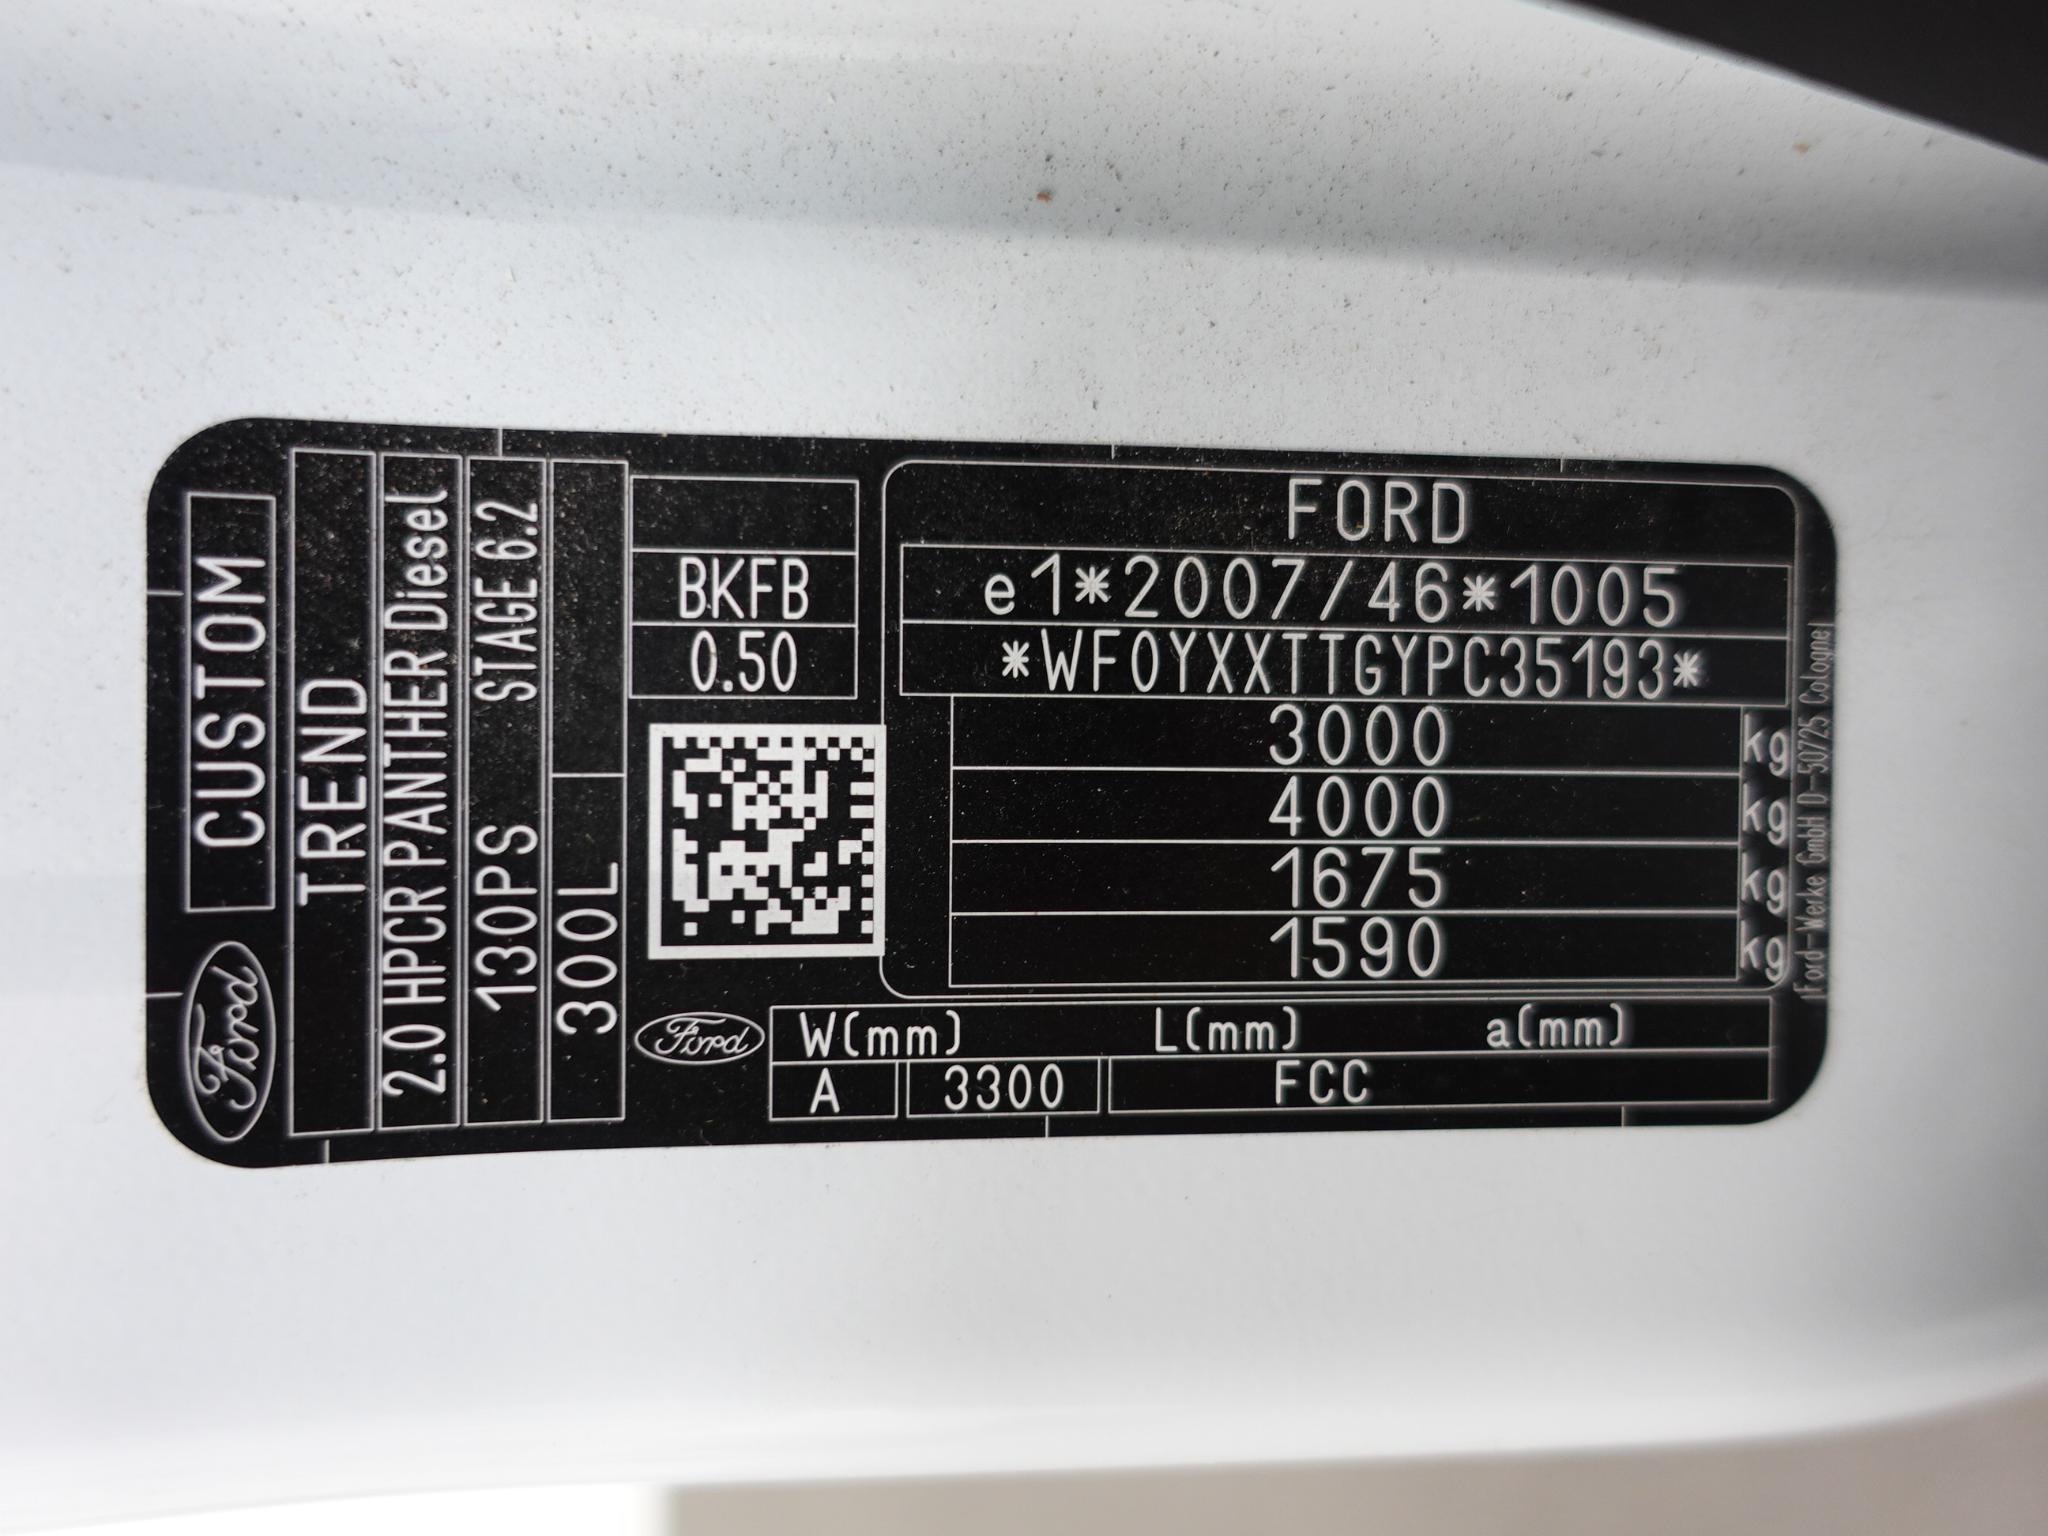 Ford
CUSTOM
TREND
2.0 HPCR PANTHER Diesel
130PS STAGE 6.2
300L
BKFB
0.50
FORD
e1*2007/46*1005
*WF0YXXTTGYPC35193*
3000 kg
4000 kg
1675 kg
1590 kg
Ford
W(mm) L(mm) a(mm)
A 3300 FCC
Ford-Werke GmbH D-50725 Cologne